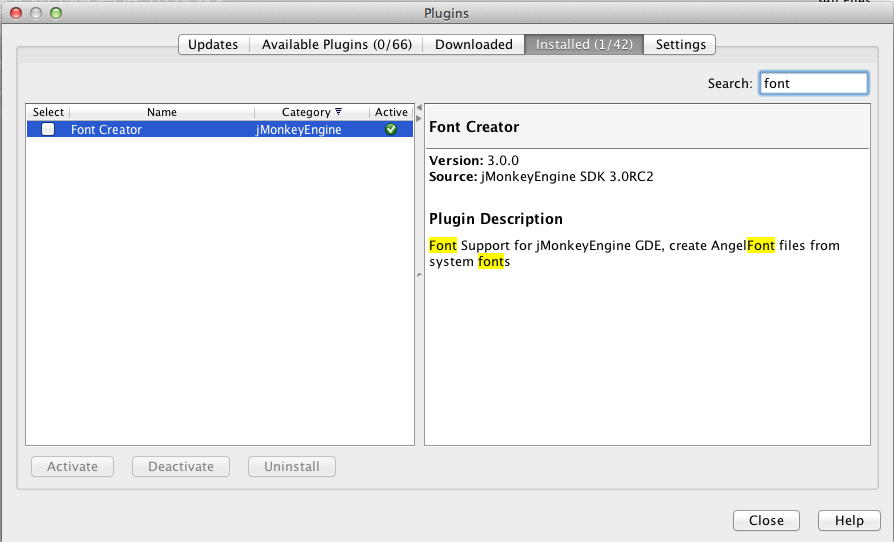 Plugins
Updates
Available Plugins (0/66)
Downloaded
Installed (1/42)
Settings
Search: font
Select Name Category Active
Font Creator jMonkeyEngine
Font Creator
Version: 3.0.0
Source: jMonkeyEngine SDK 3.0RC2
Plugin Description
Font Support for jMonkeyEngine GDE, create AngelFont files from
system fonts
Activate
Deactivate
Uninstall
Close
Help